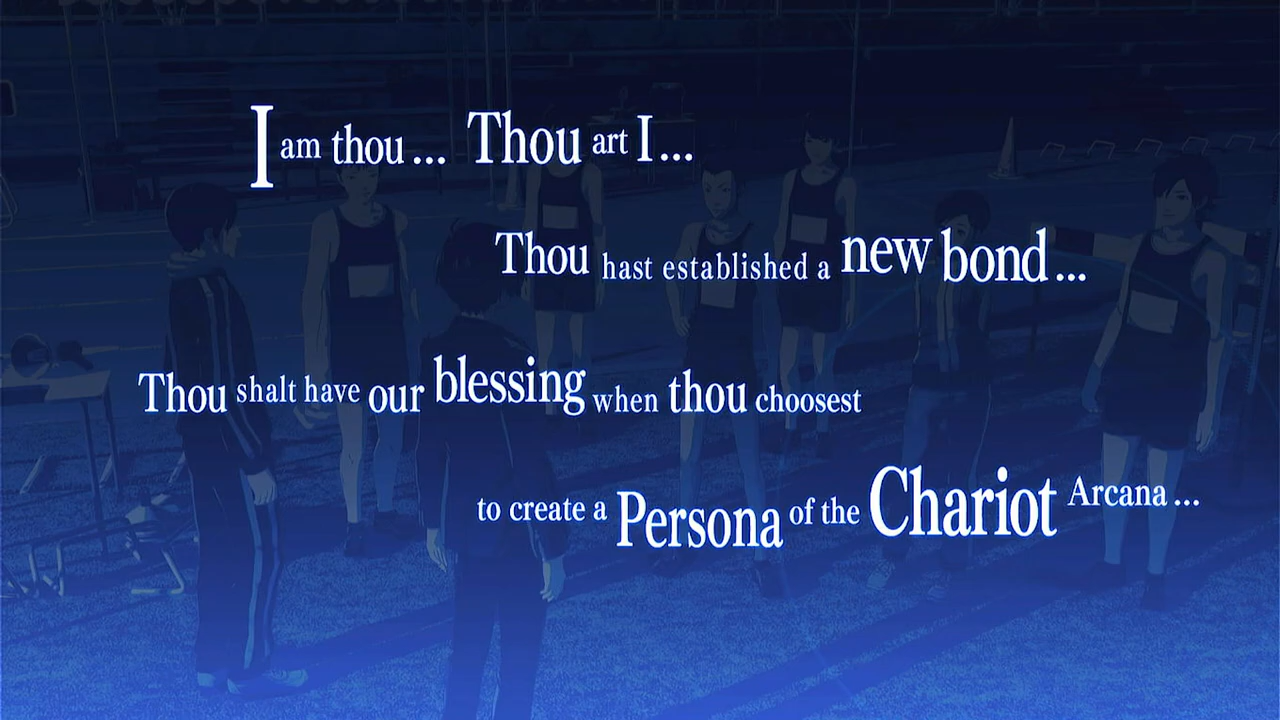 I am thou... Thou art I...
Thou hast established a new bond...
Thou shalt have our blessing when thou choosest
to create a Persona of the Chariot Arcana...